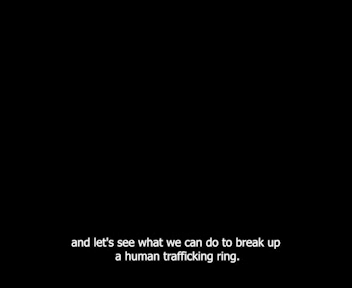 and let's see what we can do to break up
a human trafficking ring.